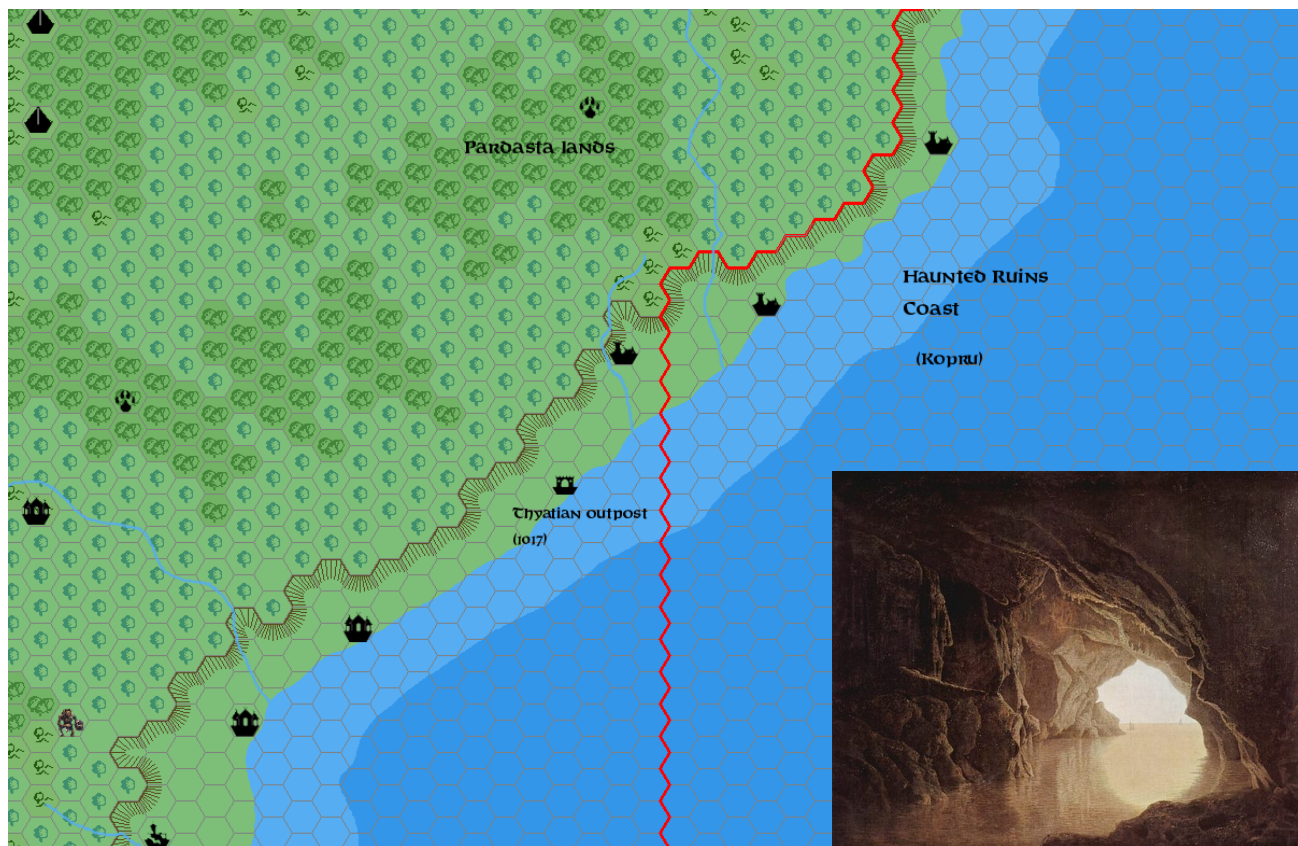 Pardasta lands
Haunted Ruins
Coast
(Kopru)
Thyatian outpost
(1017)